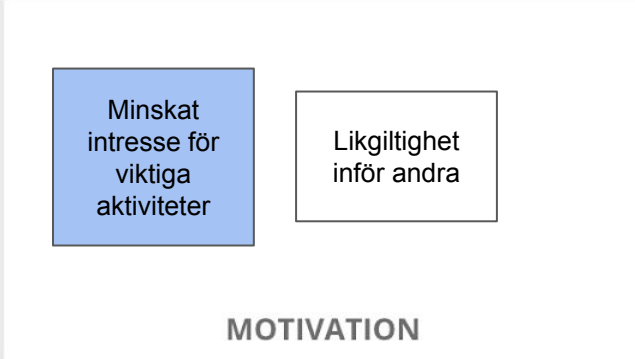 Minskat
intresse för
viktiga
aktiviteter
Likgiltighet
inför andra
MOTIVATION